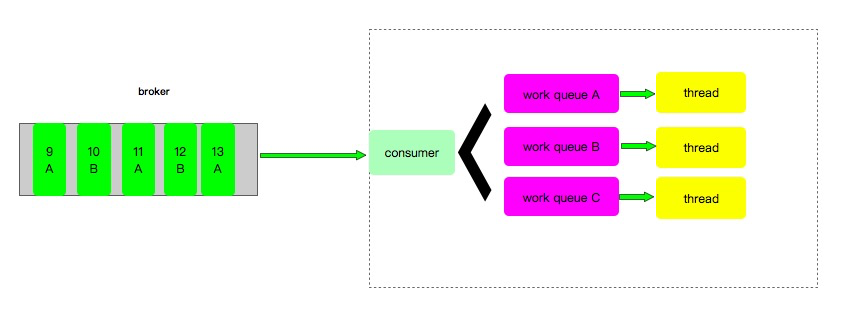 broker
9
A
10
B
11
A
12
B
13
A
consumer
work queue A
thread
work queue B
thread
work queue C
thread